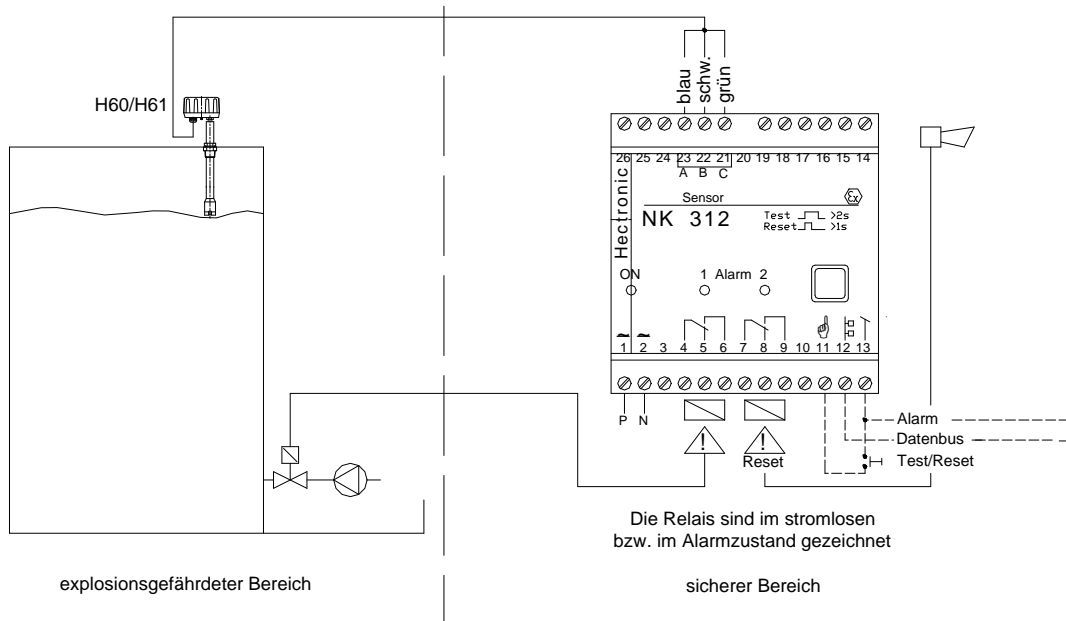 blau
schw.
grün
H60/H61
26 25 24 23 22 21 20 19 18 17 16 15 14
A B C
Sensor
Ex
Hectronic
NK 312
Test >2s
Reset >1s
ON
1 Alarm 2
1 2 3 4 5 6 7 8 9 10 11 12 13
P N
!
!
Reset
Alarm
Datenbus
Test/Reset
Die Relais sind im stromlosen
bzw. im Alarmzustand gezeichnet
explosionsgefährdeter Bereich
sicherer Bereich